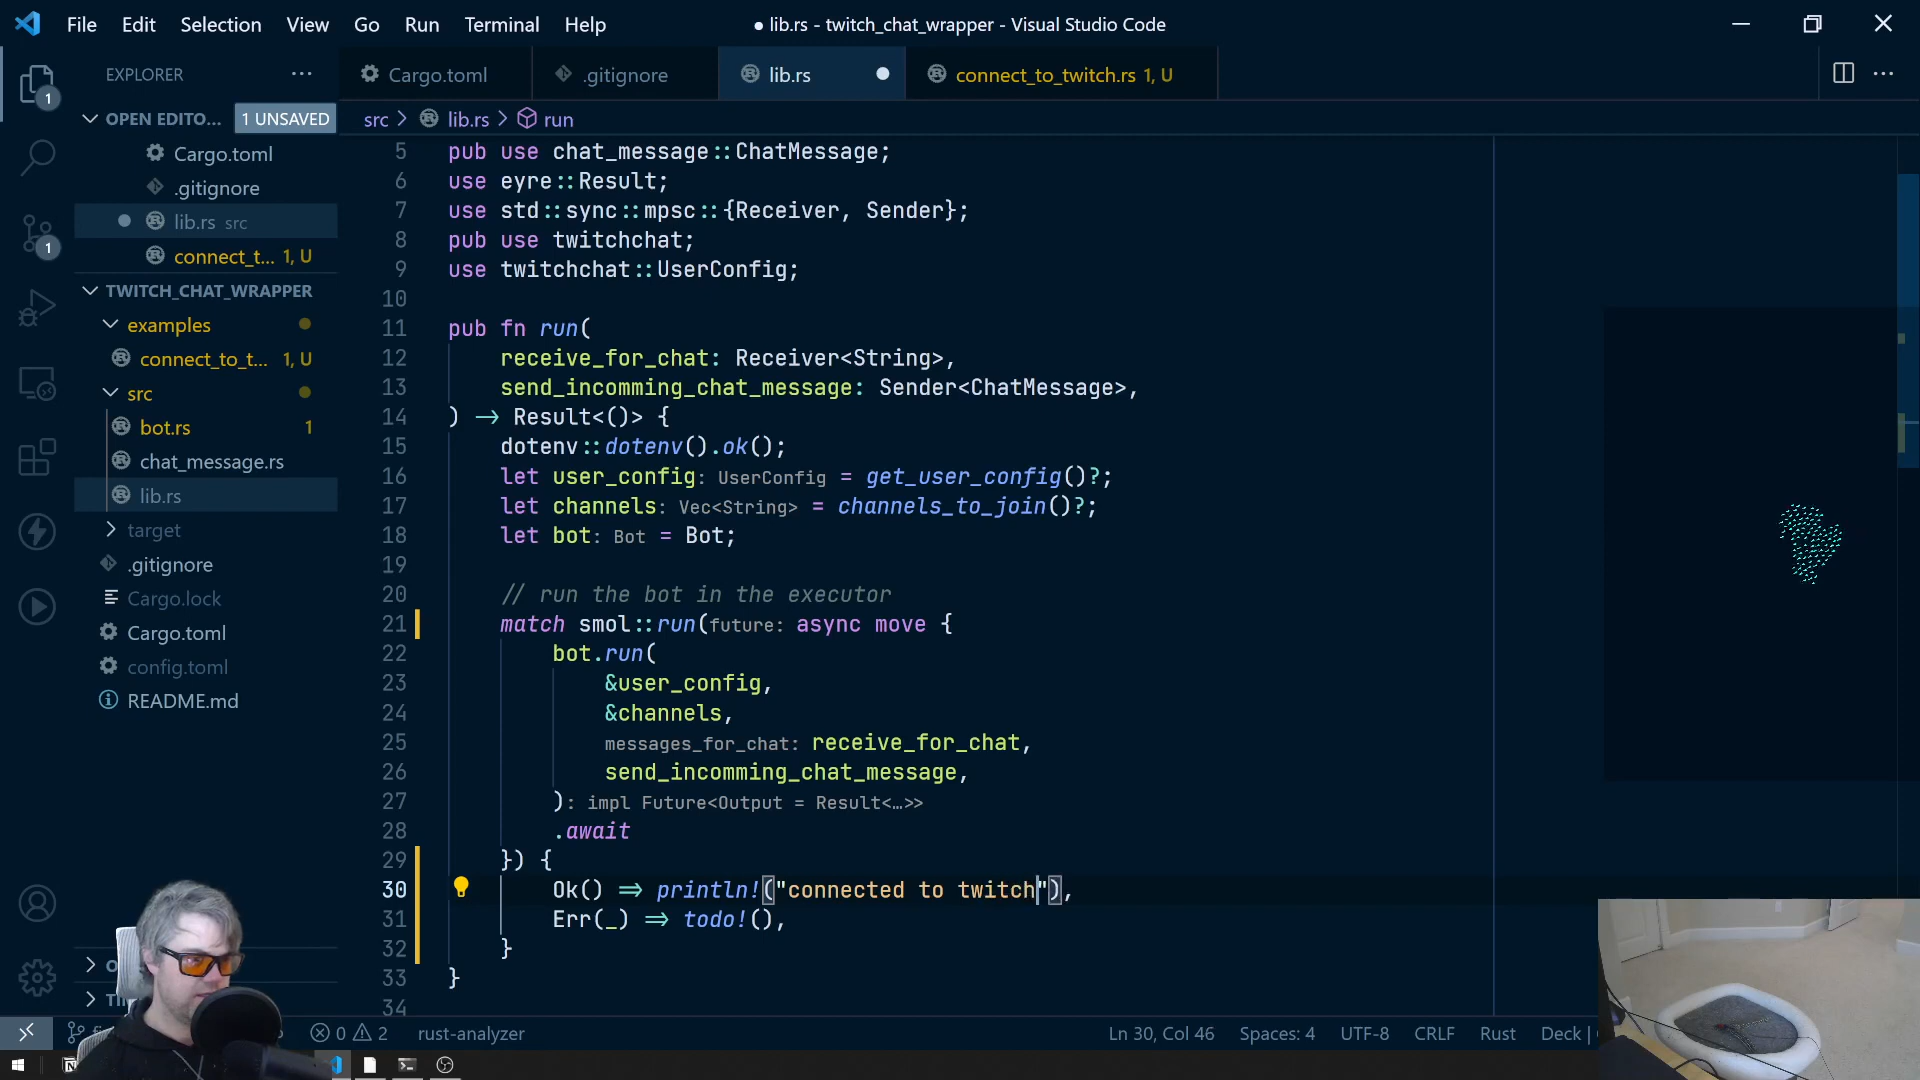 File Edit Selection View Go Run Terminal Help
● lib.rs - twitch_chat_wrapper - Visual Studio Code
EXPLORER
Cargo.toml
.gitignore
lib.rs
connect_to_twitch.rs 1, U
OPEN EDITO... 1 UNSAVED
src > lib.rs > run
Cargo.toml
.gitignore
lib.rs src
connect_t... 1, U
TWITCH_CHAT_WRAPPER
examples
connect_to_t... 1, U
src
bot.rs 1
chat_message.rs
lib.rs
target
.gitignore
Cargo.lock
Cargo.toml
config.toml
README.md
1
1
5 pub use chat_message::ChatMessage;
6 use eyre::Result;
7 use std::sync::mpsc::{Receiver, Sender};
8 pub use twitchchat;
9 use twitchchat::UserConfig;
10
11 pub fn run(
12 receive_for_chat: Receiver<String>,
13 send_incomming_chat_message: Sender<ChatMessage>,
14 ) → Result<()> {
15 dotenv::dotenv().ok();
16 let user_config: UserConfig = get_user_config()?;
17 let channels: Vec<String> = channels_to_join()?;
18 let bot: Bot = Bot;
19
20 // run the bot in the executor
21 match smol::run(future: async move {
22 bot.run(
23 &user_config,
24 &channels,
25 messages_for_chat: receive_for_chat,
26 send_incomming_chat_message,
27 ): impl Future<Output = Result<…>>
28 .await
29 }) {
30 Ok() ⇒ println!("connected to twitch"),
31 Err(_) ⇒ todo!(),
32 }
33 }
34
0 2 rust-analyzer
Ln 30, Col 46 Spaces: 4 UTF-8 CRLF Rust Deck |